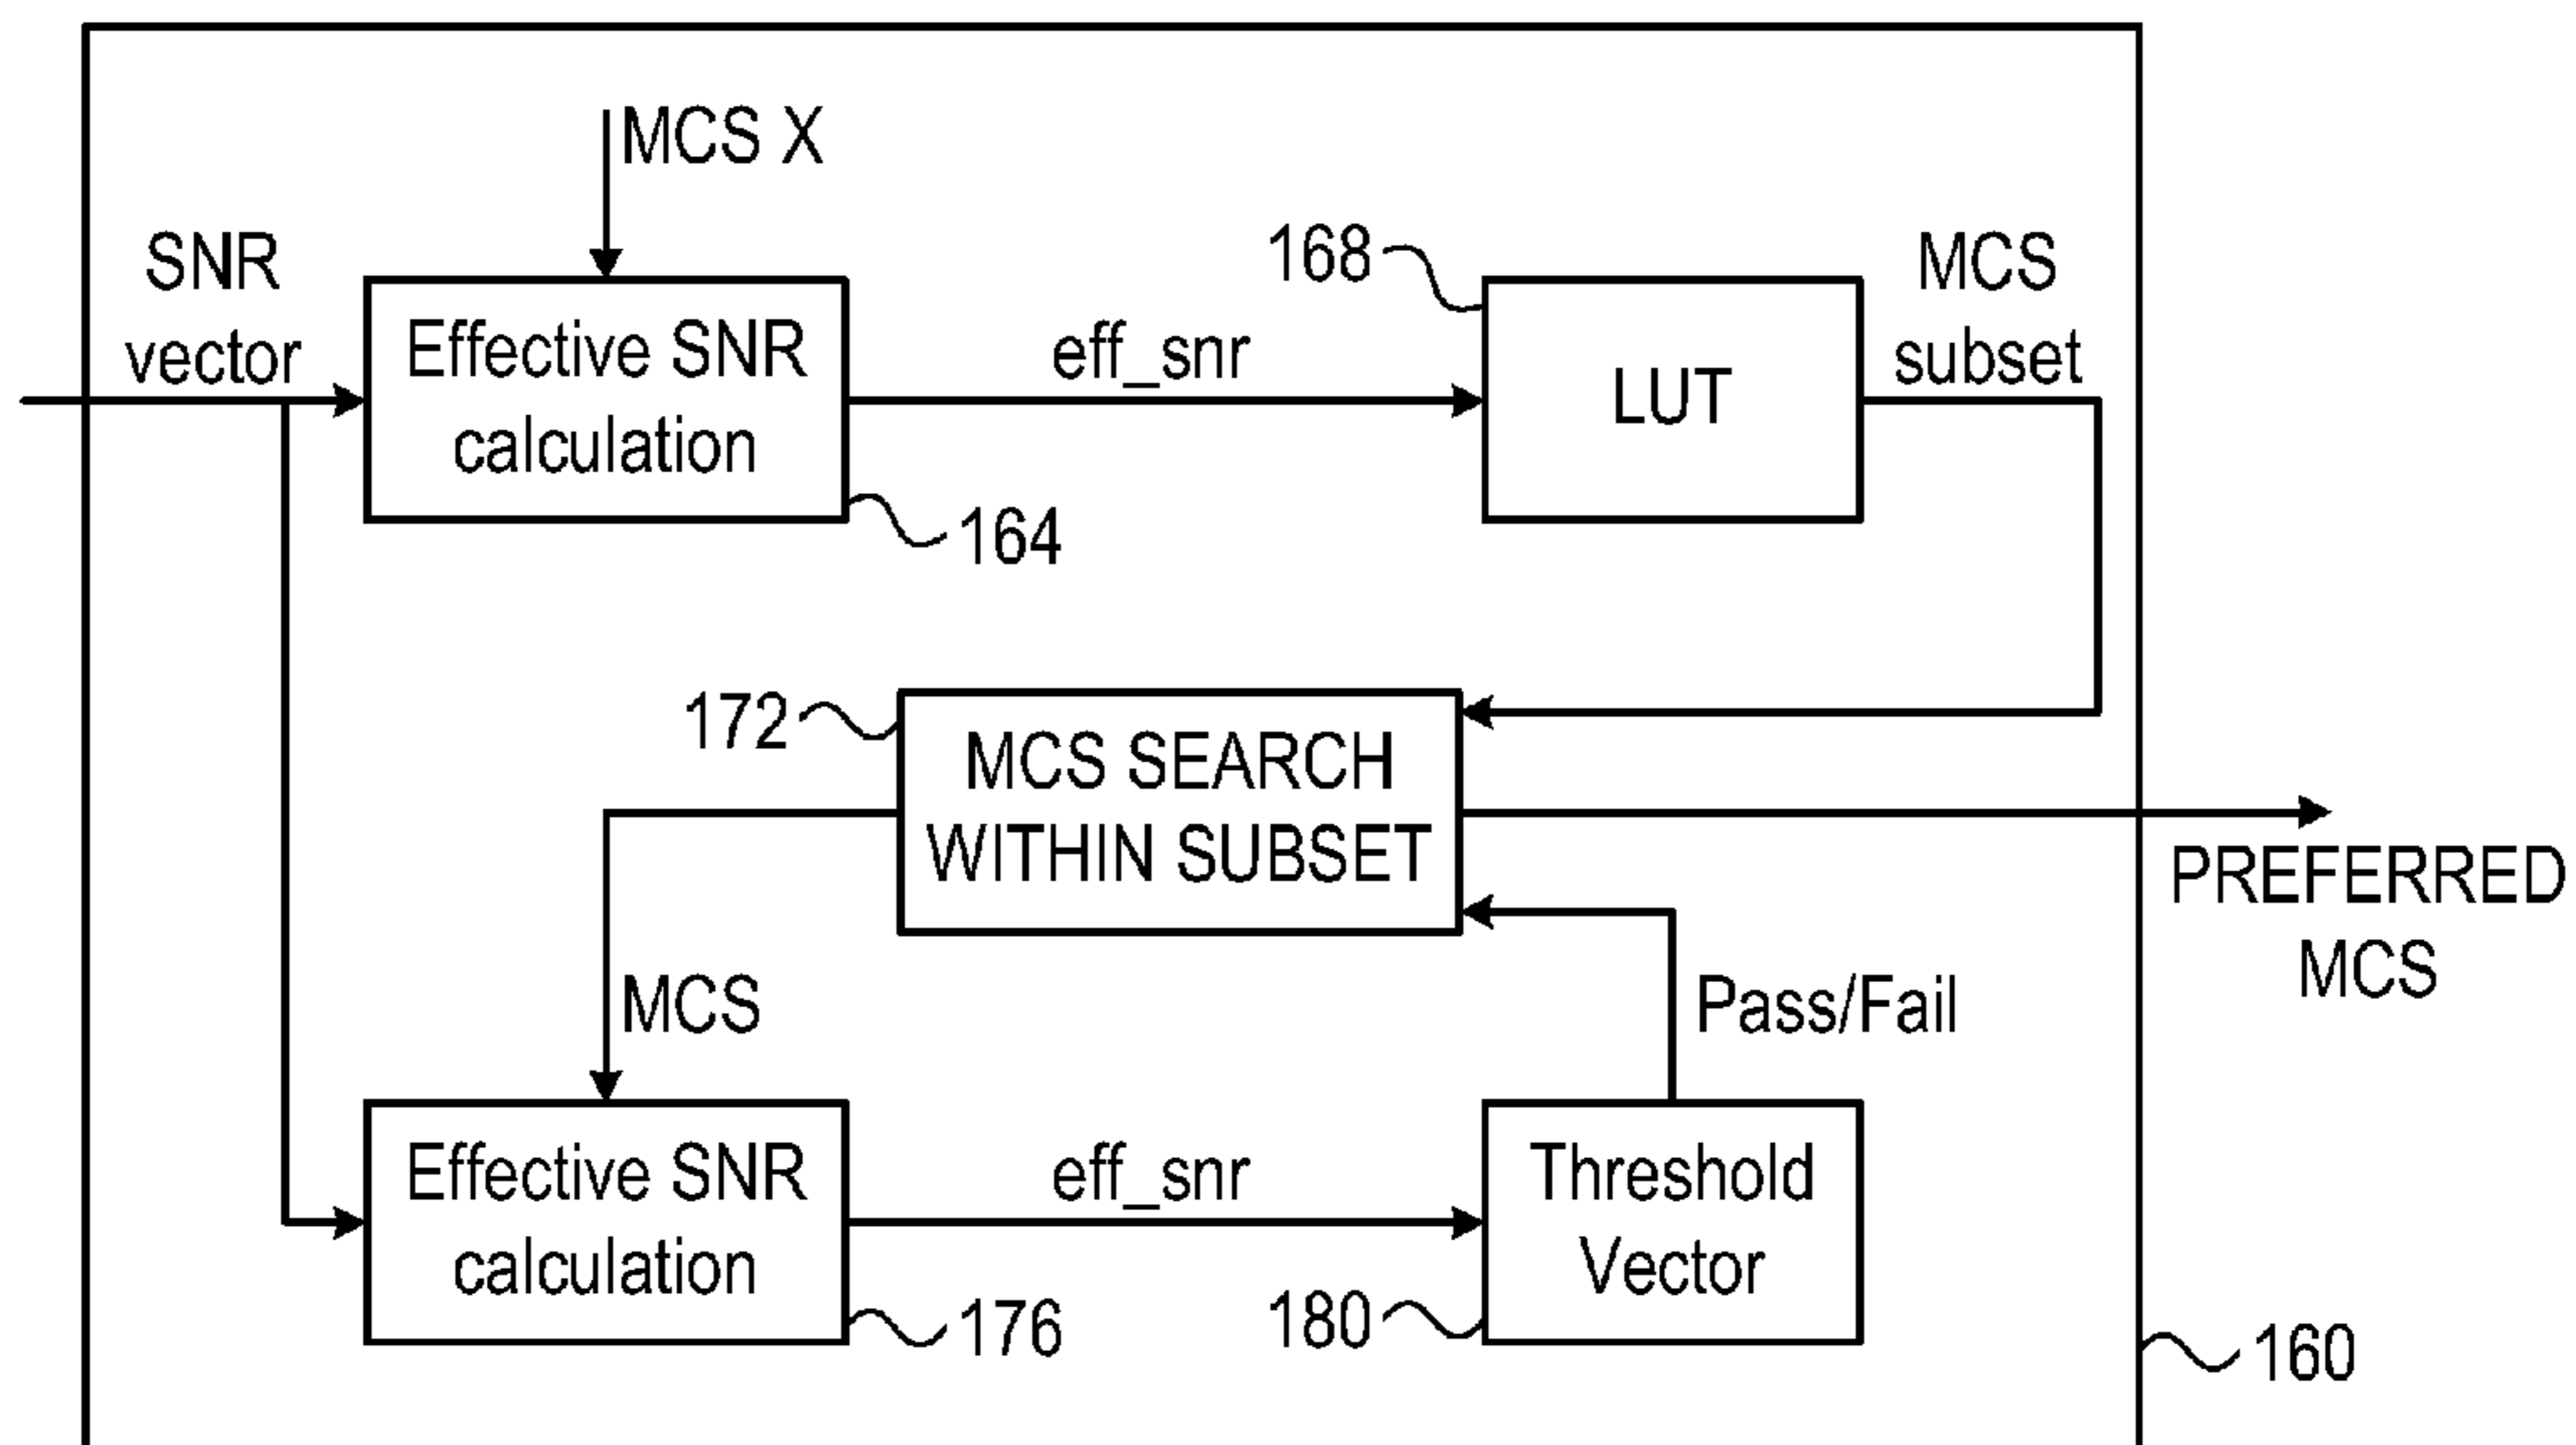 MCS X
SNR
vector
Effective SNR
calculation
164
eff_snr
168
LUT
MCS
subset
172
MCS SEARCH
WITHIN SUBSET
PREFERRED
MCS
MCS
Pass/Fail
Effective SNR
calculation
176
eff_snr
Threshold
Vector
180
160